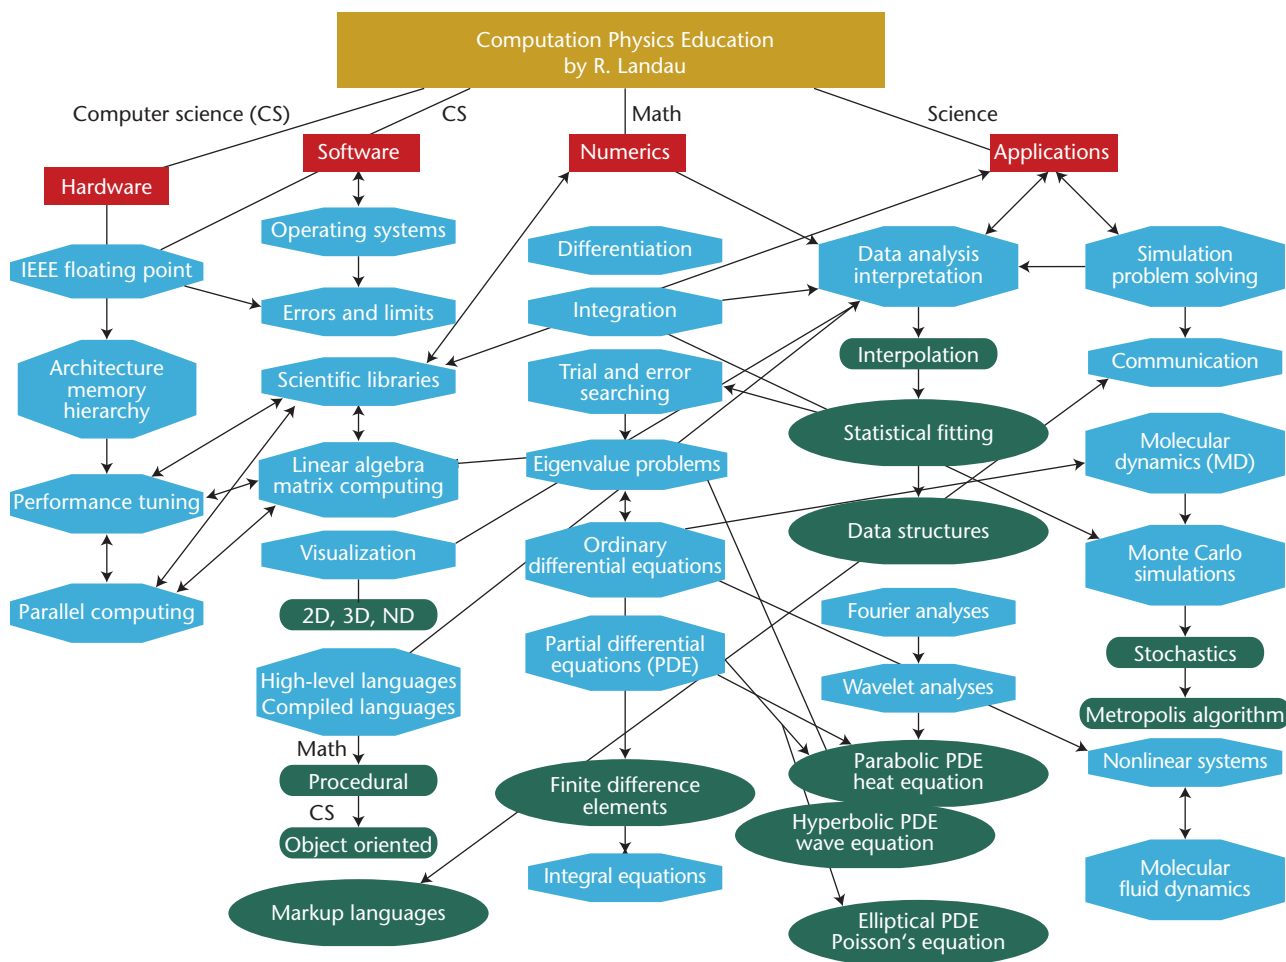 Computation Physics Education
by R. Landau
Computer science (CS)
CS
Math
Science
Hardware
Software
Numerics
Applications
IEEE floating point
Operating systems
Differentiation
Data analysis
interpretation
Simulation
problem solving
Errors and limits
Integration
Interpolation
Communication
Architecture
memory
hierarchy
Scientific libraries
Trial and error
searching
Statistical fitting
Molecular
dynamics (MD)
Performance tuning
Linear algebra
matrix computing
Eigenvalue problems
Data structures
Visualization
Ordinary
differential equations
Monte Carlo
simulations
Parallel computing
2D, 3D, ND
Fourier analyses
Partial differential
equations (PDE)
Stochastics
High-level languages
Compiled languages
Wavelet analyses
Metropolis algorithm
Math
Procedural
CS
Object oriented
Finite difference
elements
Parabolic PDE
heat equation
Nonlinear systems
Hyperbolic PDE
wave equation
Integral equations
Molecular
fluid dynamics
Markup languages
Elliptical PDE
Poisson‘s equation